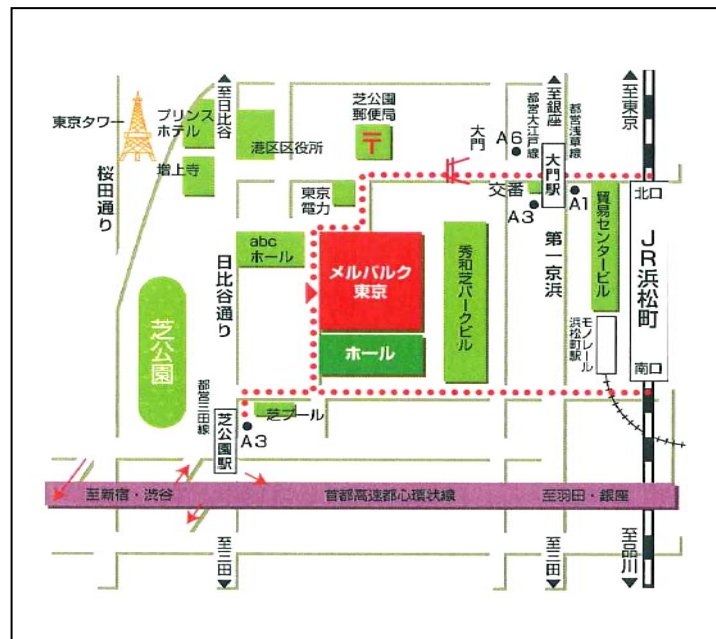 至日比谷
至銀座
至東京
東京タワー
プリンス
ホテル
港区区役所
芝公園
郵便局
〒
大門
A6
都営大江戸線
都営浅草線
大門駅
増上寺
桜田通り
東京
電力
交番
A3
A1
北口
貿易センタービル
abc
ホール
日比谷通り
メルパルク
東京
ホール
秀和芝パークビル
第一京浜
JR浜松町
モノレール
浜松町駅
南口
芝公園
都営三田線
芝公園駅
芝プール
A3
至新宿・渋谷
首都高速都心環状線
至羽田・銀座
至三田
至三田
至品川